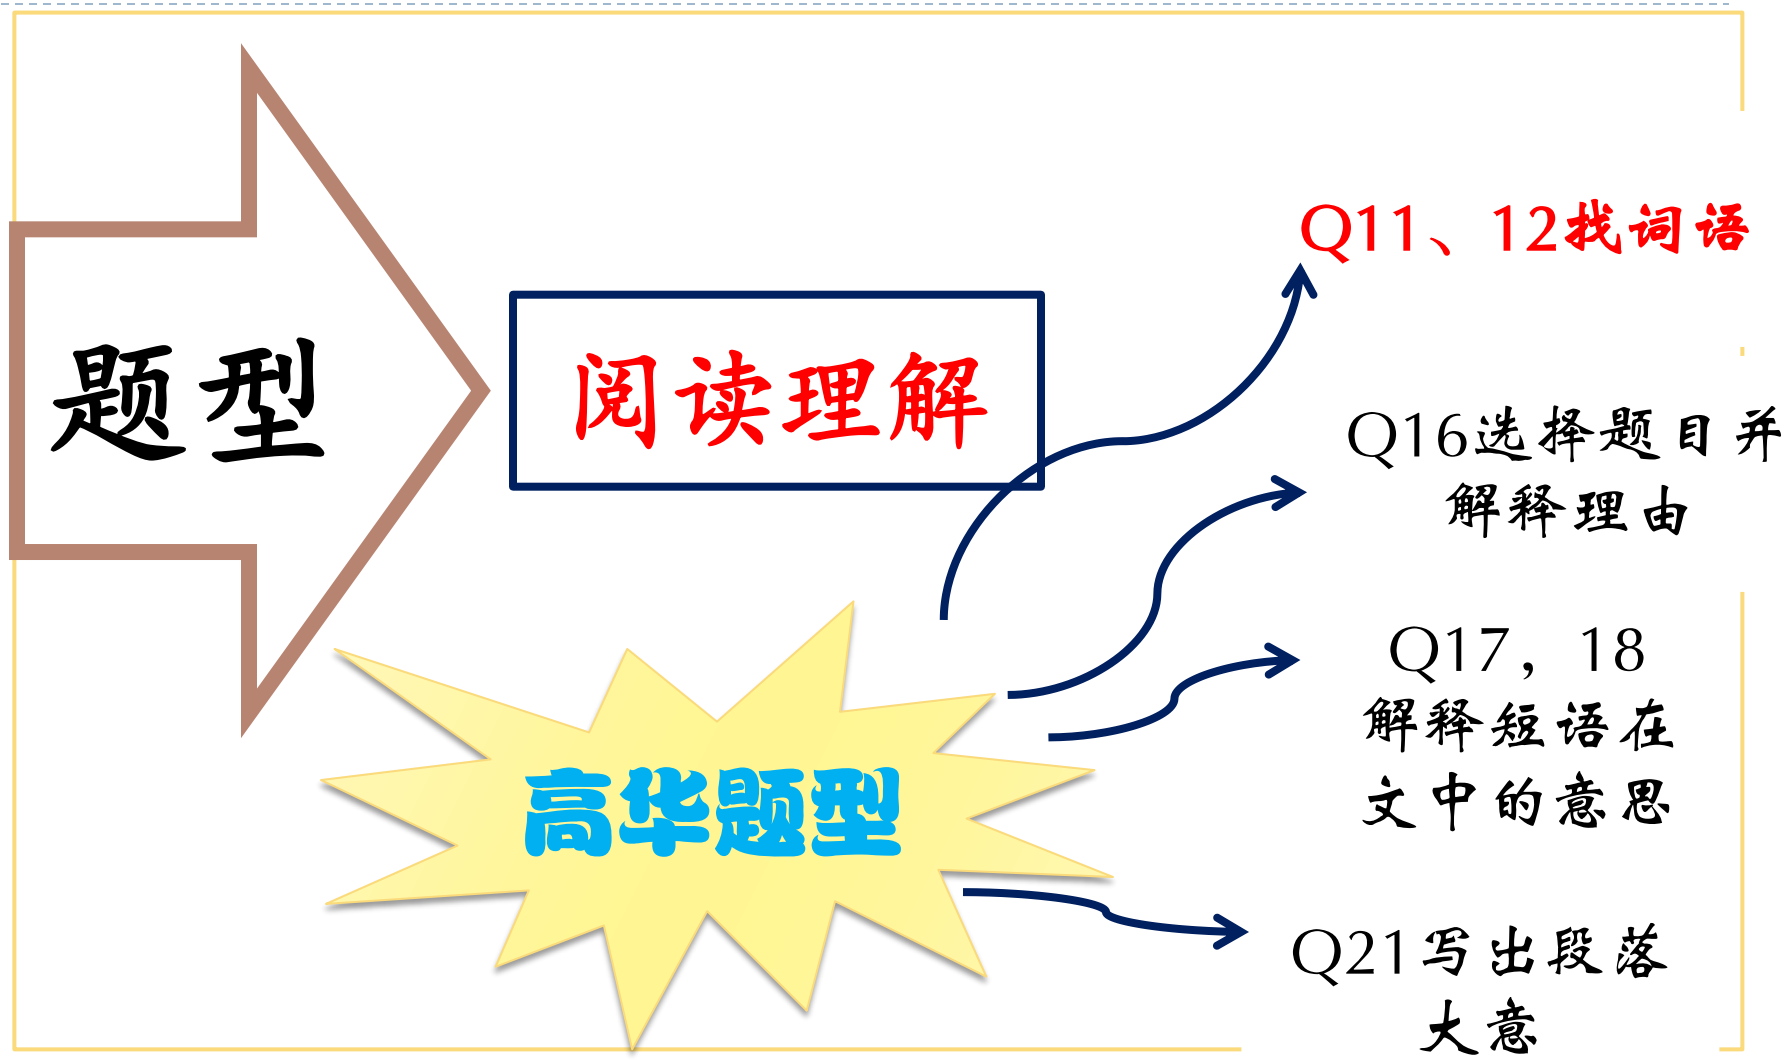 题型
阅读理解
高华题型
Q11、12找词语
Q16选择题目并
解释理由
Q17，18
解释短语在
文中的意思
Q21写出段落
大意